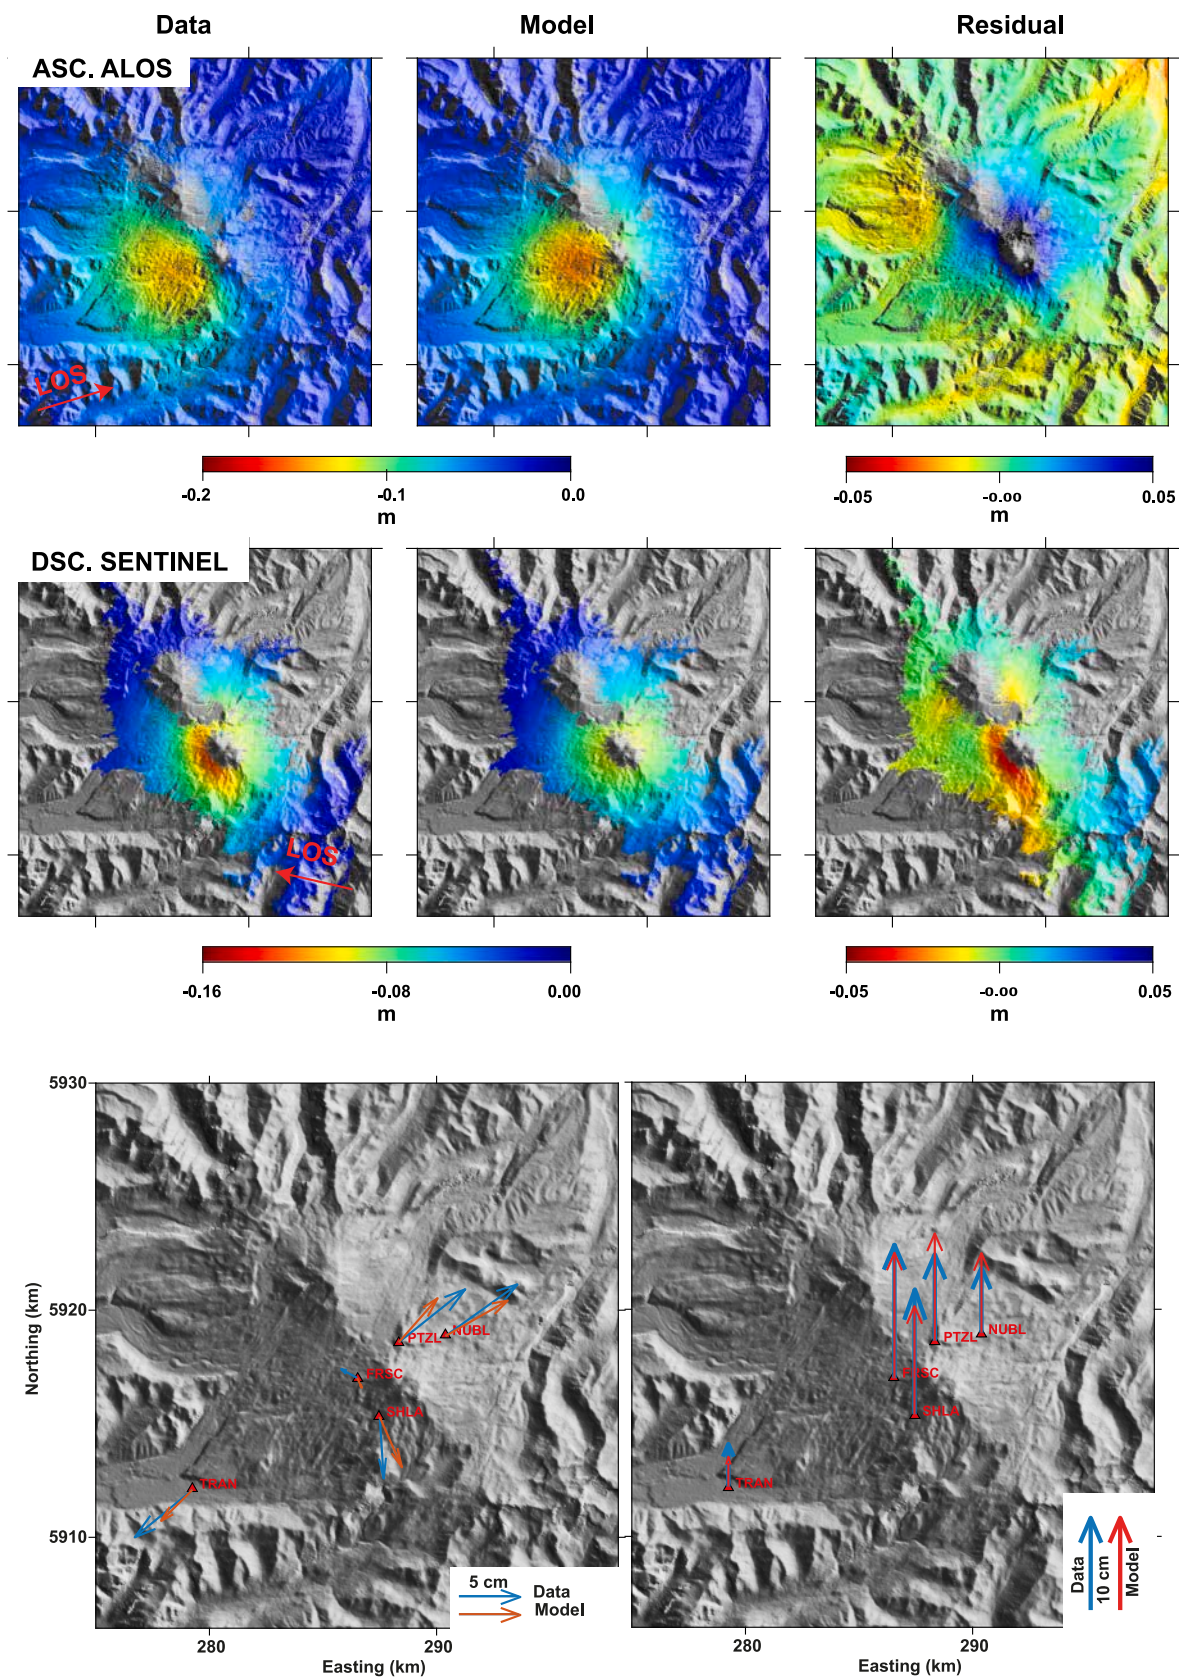 Data Model Residual
ASC. ALOS
LOS
-0.2 -0.1 0.0
m
-0.05 -0.00 0.05
m
DSC. SENTINEL
LOS
-0.16 -0.08 0.00
m
-0.05 -0.00 0.05
m
5930
5920
5910
Northing (km)
PTZL
NUBL
FRSC
SHLA
TRAN
5 cm
Data
Model
280 290
Easting (km)
PTZL
NUBL
FRSC
SHLA
TRAN
Data
10 cm
Model
280 290
Easting (km)